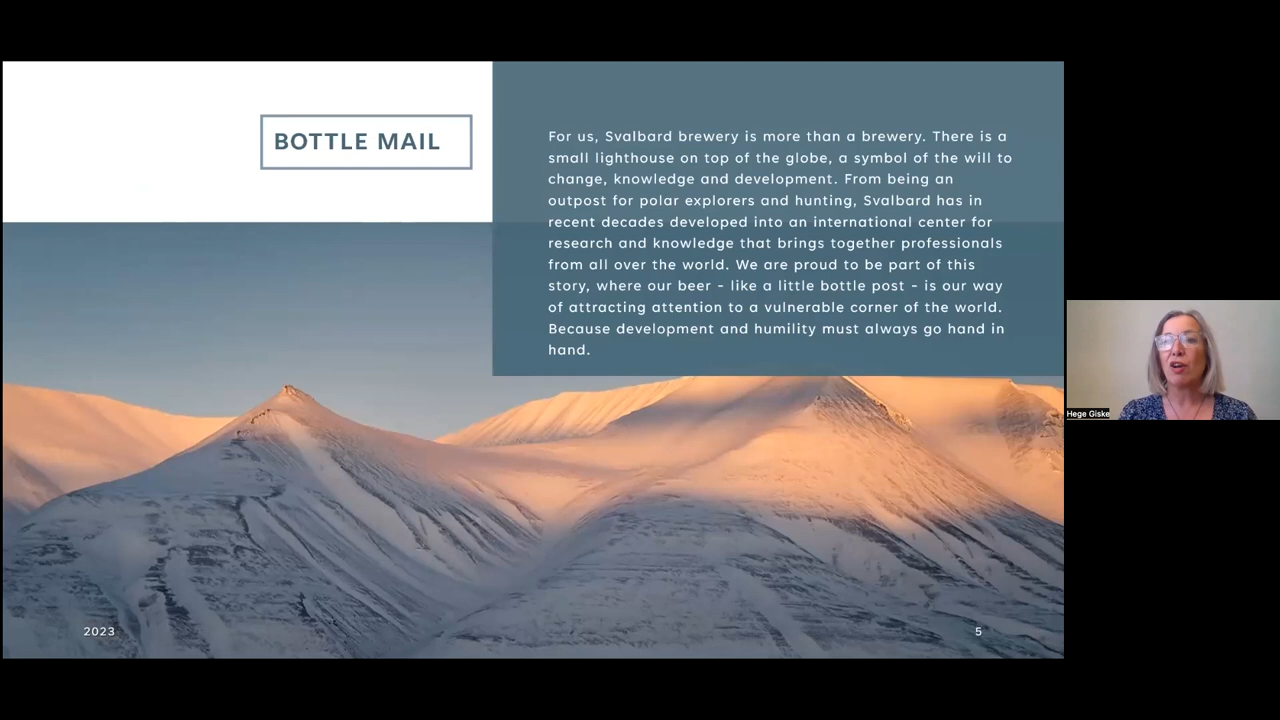 BOTTLE MAIL
For us, Svalbard brewery is more than a brewery. There is a
small lighthouse on top of the globe, a symbol of the will to
change, knowledge and development. From being an
outpost for polar explorers and hunting, Svalbard has in
recent decades developed into an international center for
research and knowledge that brings together professionals
from all over the world. We are proud to be part of this
story, where our beer - like a little bottle post - is our way
of attracting attention to a vulnerable corner of the world.
Because development and humility must always go hand in
hand.
Hege Giske
2023
5